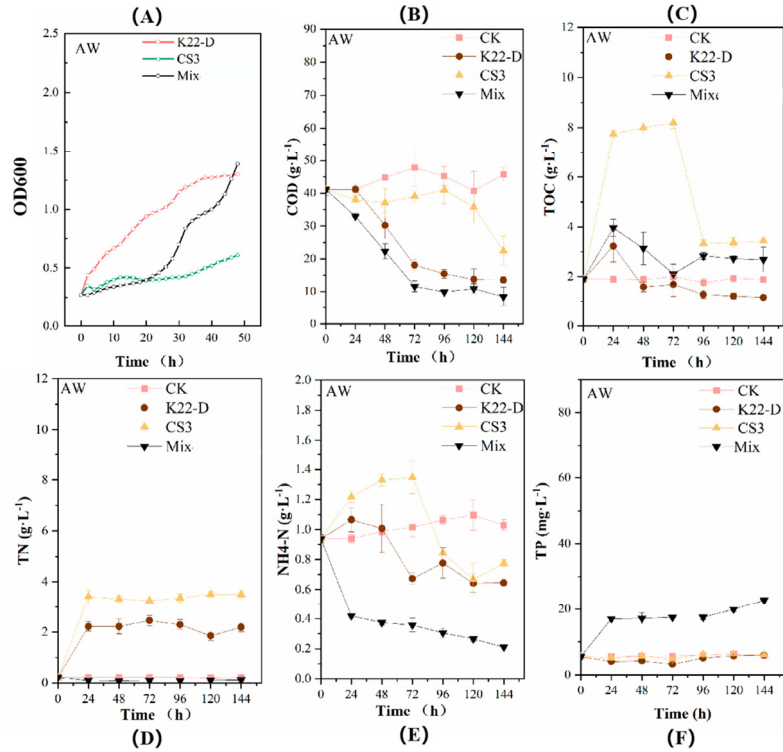 (A)
AW
K22-D
CS3
Mix
OD600
2.5
2.0
1.5
1.0
0.5
0.0
0 10 20 30 40 50
Time （h）
(B)
AW
CK
K22-D
CS3
Mix
COD (g·L-1)
90
80
70
60
50
40
30
20
10
0
0 24 48 72 96 120 144
Time （h）
(C)
AW
CK
K22-D
CS3
Mix
TOC (g·L-1)
12
10
8
6
4
2
0
0 24 48 72 96 120 144
Time （h）
AW
CK
K22-D
CS3
Mix
TN (g·L-1)
12
10
8
6
4
2
0
0 24 48 72 96 120 144
Time （h）
(D)
AW
CK
K22-D
CS3
Mix
NH4-N (g·L-1)
2.0
1.8
1.6
1.4
1.2
1.0
0.8
0.6
0.4
0.2
0.0
0 24 48 72 96 120 144
Time （h）
(E)
AW
CK
K22-D
CS3
Mix
TP (mg·L-1)
80
60
40
20
0
0 24 48 72 96 120 144
Time (h)
(F)